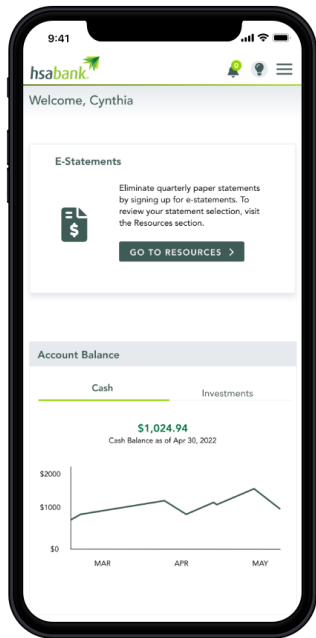 9:41
hsabank.
0
Welcome, Cynthia
E-Statements
Eliminate quarterly paper statements
by signing up for e-statements. To
review your statement selection, visit
the Resources section.
$
GO TO RESOURCES >
Account Balance
Cash
Investments
$1,024.94
Cash Balance as of Apr 30, 2022
$2000
$1000
$0
MAR
APR
MAY